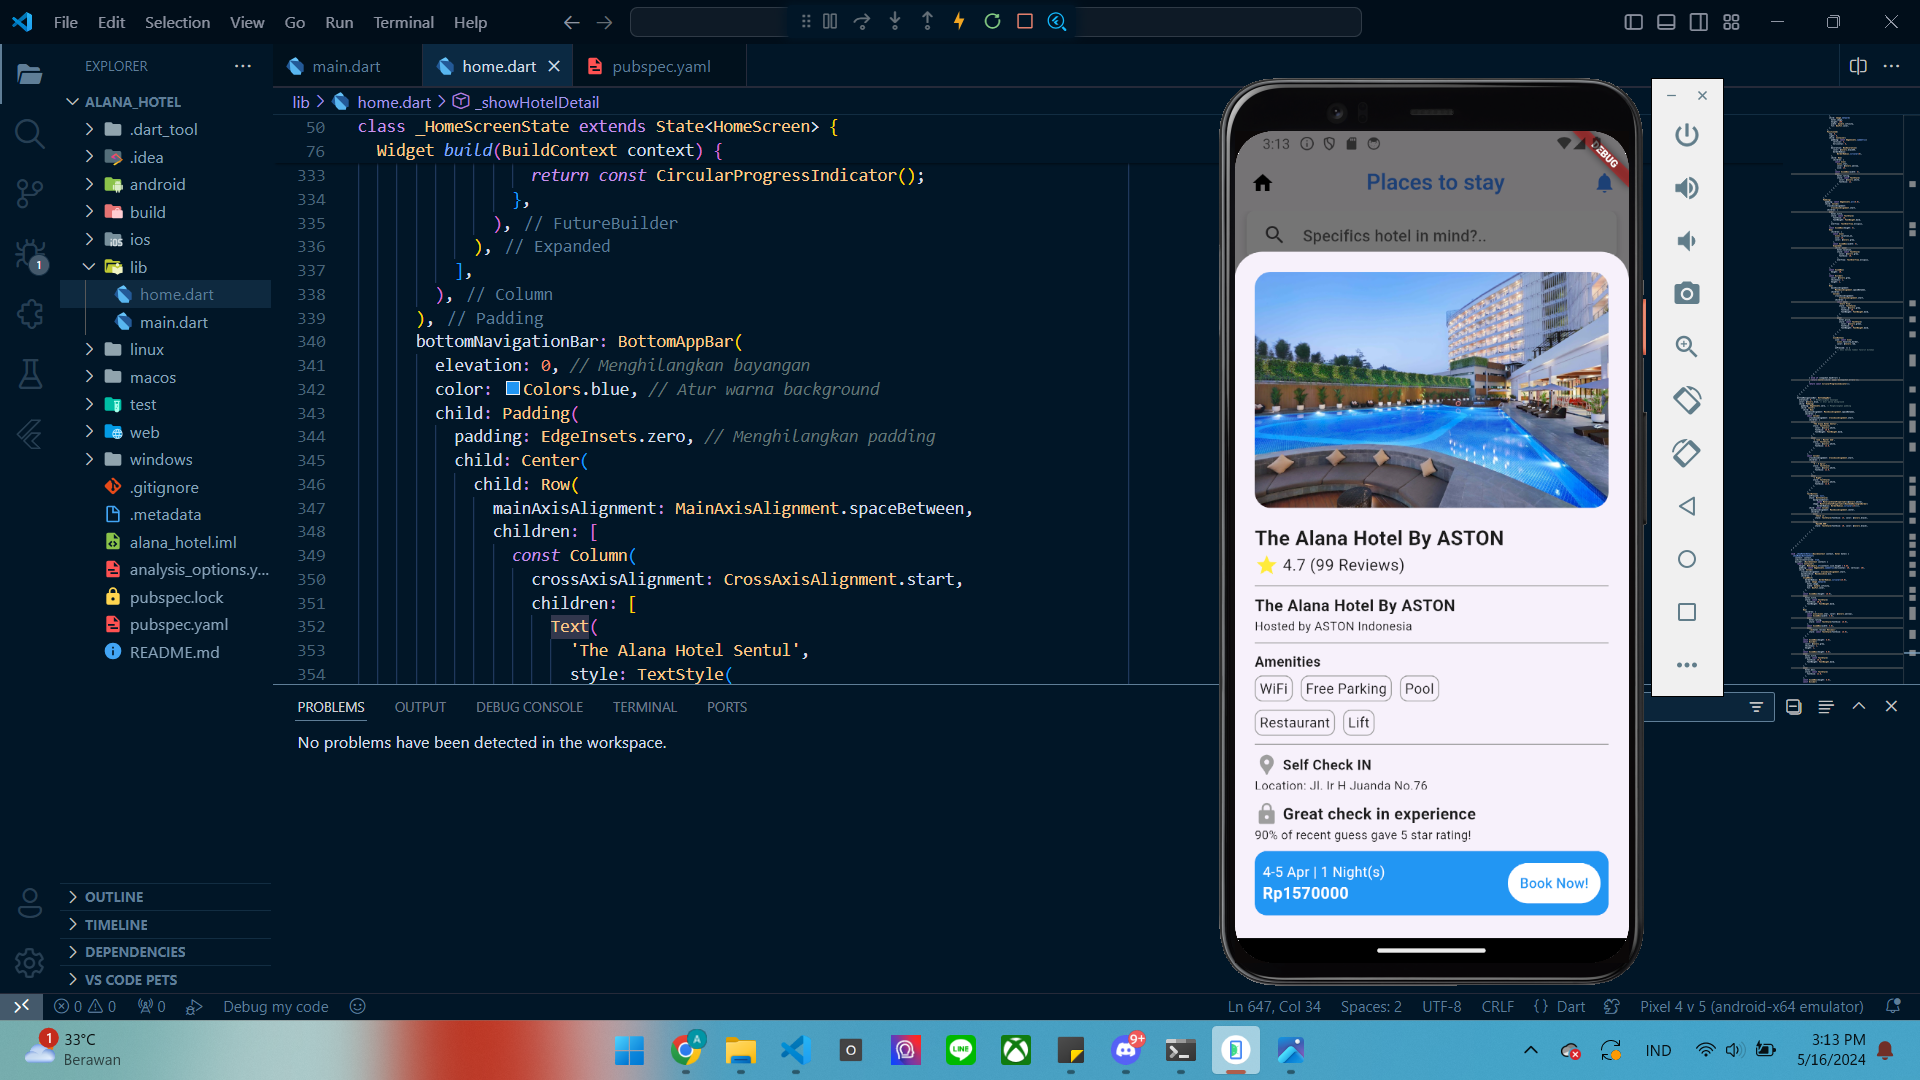 File Edit Selection View Go Run Terminal Help
EXPLORER
ALANA_HOTEL
.dart_tool
.idea
android
build
ios
lib
home.dart
main.dart
linux
macos
test
web
windows
.gitignore
.metadata
alana_hotel.iml
analysis_options.y...
pubspec.lock
pubspec.yaml
README.md
OUTLINE
TIMELINE
DEPENDENCIES
VS CODE PETS
1
main.dart home.dart pubspec.yaml
lib > home.dart > _showHotelDetail
50 class _HomeScreenState extends State<HomeScreen> {
76 Widget build(BuildContext context) {
333 return const CircularProgressIndicator();
334 },
335 ), // FutureBuilder
336 ), // Expanded
337 ],
338 ), // Column
339 ), // Padding
340 bottomNavigationBar: BottomAppBar(
341 elevation: 0, // Menghilangkan bayangan
342 color: Colors.blue, // Atur warna background
343 child: Padding(
344 padding: EdgeInsets.zero, // Menghilangkan padding
345 child: Center(
346 child: Row(
347 mainAxisAlignment: MainAxisAlignment.spaceBetween,
348 children: [
349 const Column(
350 crossAxisAlignment: CrossAxisAlignment.start,
351 children: [
352 Text(
353 'The Alana Hotel Sentul',
354 style: TextStyle(
PROBLEMS OUTPUT DEBUG CONSOLE TERMINAL PORTS
No problems have been detected in the workspace.
3:13
DEBUG
Places to stay
Specifics hotel in mind?..
The Alana Hotel By ASTON
4.7 (99 Reviews)
The Alana Hotel By ASTON
Hosted by ASTON Indonesia
Amenities
WiFi Free Parking Pool
Restaurant Lift
Self Check IN
Location: Jl. Ir H Juanda No.76
Great check in experience
90% of recent guess gave 5 star rating!
4-5 Apr | 1 Night(s)
Rp1570000
Book Now!
0 0 0 Debug my code
Ln 647, Col 34 Spaces: 2 UTF-8 CRLF {} Dart Pixel 4 v 5 (android-x64 emulator)
1
33°C
Berawan
A
LINE
9+
IND
3:13 PM
5/16/2024